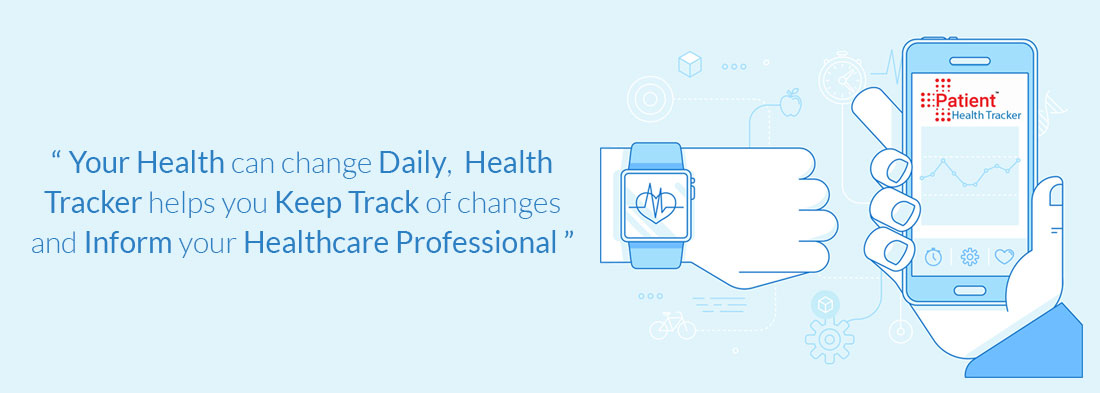 “ Your Health can change Daily, Health
Tracker helps you Keep Track of changes
and Inform your Healthcare Professional ”
Patient™
Health Tracker